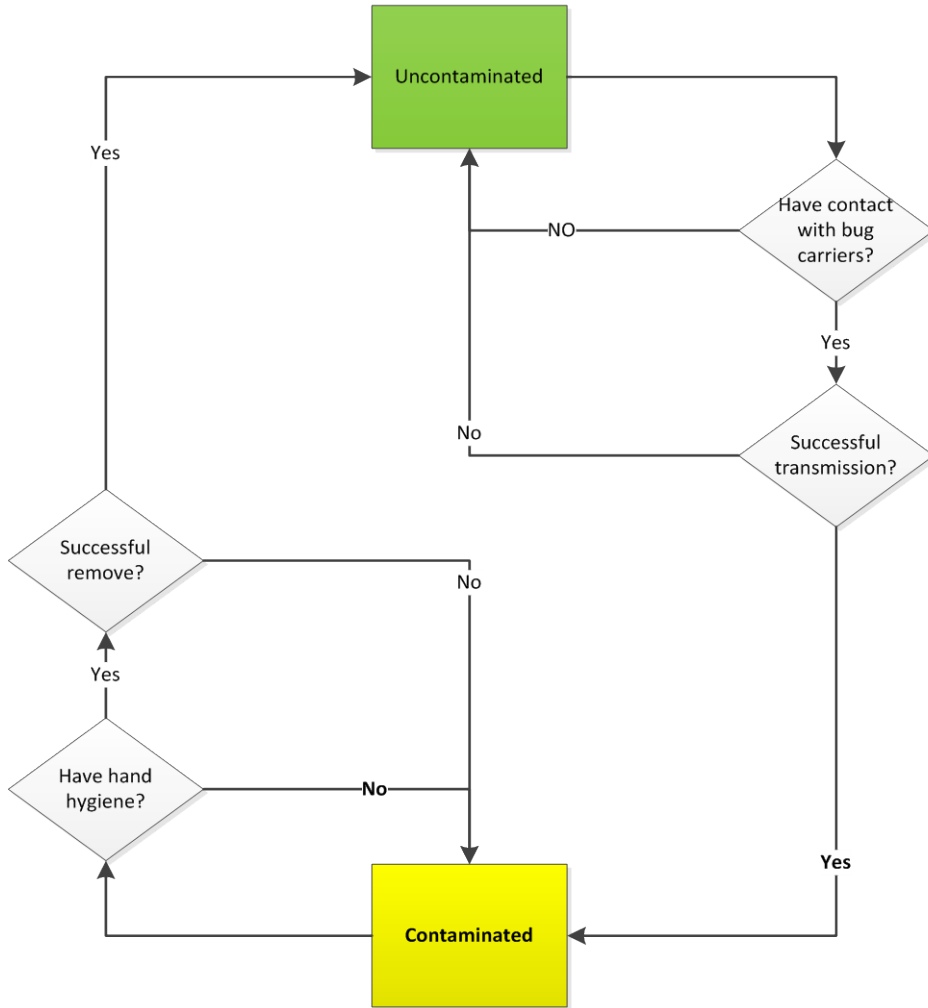 Uncontaminated
Yes
Have contact
with bug
carriers?
NO
Yes
No
Successful
transmission?
Successful
remove?
No
Yes
Have hand
hygiene?
No
Yes
Contaminated